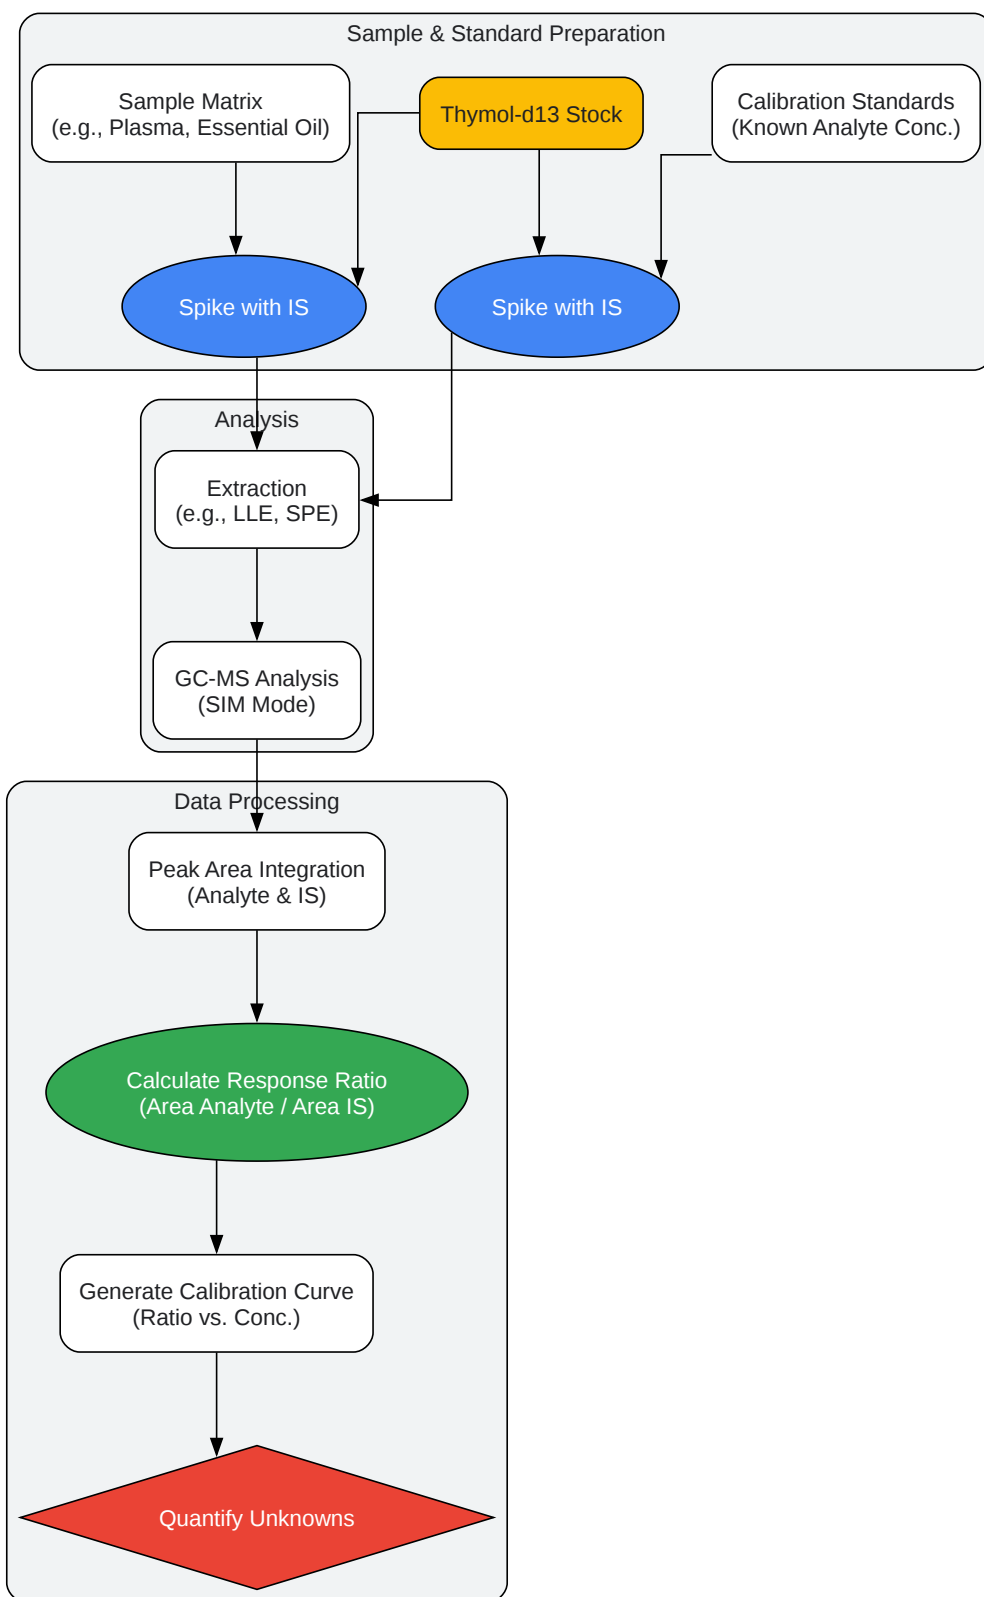 Sample & Standard Preparation
Sample Matrix
(e.g., Plasma, Essential Oil)
Thymol-d13 Stock
Calibration Standards
(Known Analyte Conc.)
Spike with IS
Spike with IS
Analysis
Extraction
(e.g., LLE, SPE)
GC-MS Analysis
(SIM Mode)
Data Processing
Peak Area Integration
(Analyte & IS)
Calculate Response Ratio
(Area Analyte / Area IS)
Generate Calibration Curve
(Ratio vs. Conc.)
Quantify Unknowns